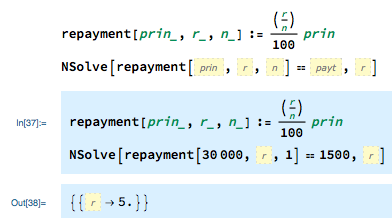 repayment[prin_, r_, n_] := (r/n)/100 prin
NSolve[repayment[prin, r, n] == payt, r]
In[37]:= repayment[prin_, r_, n_] := (r/n)/100 prin
NSolve[repayment[30 000, r, 1] == 1500, r]
Out[38]= {{r → 5.}}